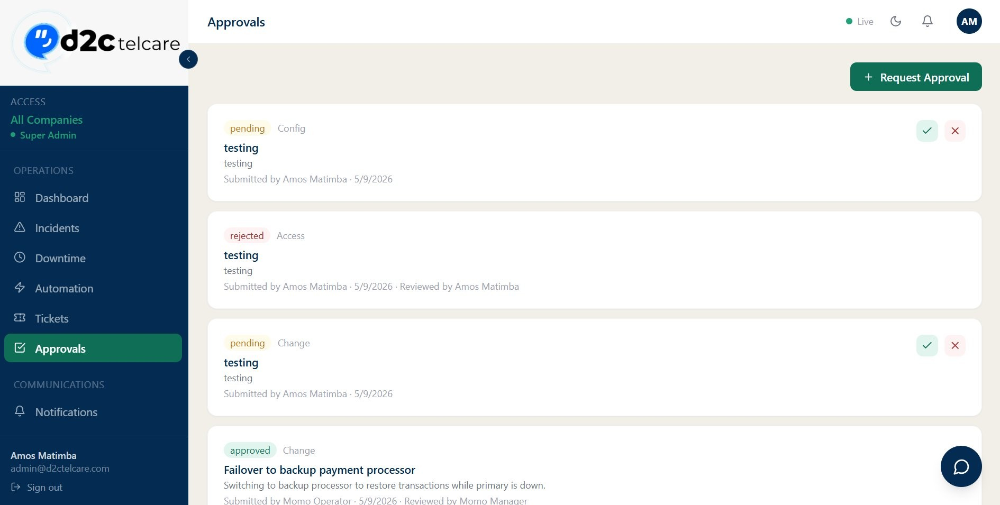 d2c telcare
ACCESS
All Companies
Super Admin
OPERATIONS
Dashboard
Incidents
Downtime
Automation
Tickets
Approvals
COMMUNICATIONS
Notifications
Amos Matimba
admin@d2ctelcare.com
Sign out
Approvals
Live
AM
+ Request Approval
pending Config
testing
testing
Submitted by Amos Matimba · 5/9/2026
rejected Access
testing
testing
Submitted by Amos Matimba · 5/9/2026 · Reviewed by Amos Matimba
pending Change
testing
testing
Submitted by Amos Matimba · 5/9/2026
approved Change
Failover to backup payment processor
Switching to backup processor to restore transactions while primary is down.
Submitted by Momo Operator · 5/9/2026 · Reviewed by Momo Manager